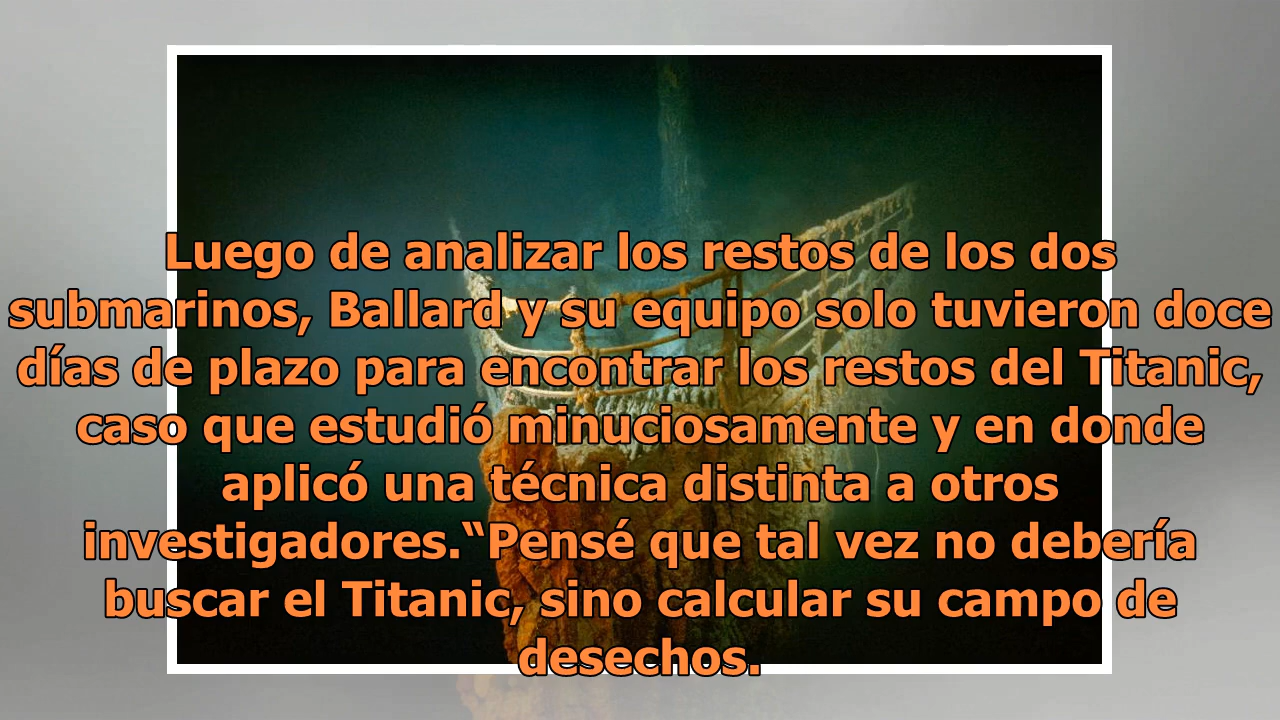 Luego de analizar los restos de los dos
submarinos, Ballard y su equipo solo tuvieron doce
días de plazo para encontrar los restos del Titanic,
caso que estudió minuciosamente y en donde
aplicó una técnica distinta a otros
investigadores.“Pensé que tal vez no debería
buscar el Titanic, sino calcular su campo de
desechos.